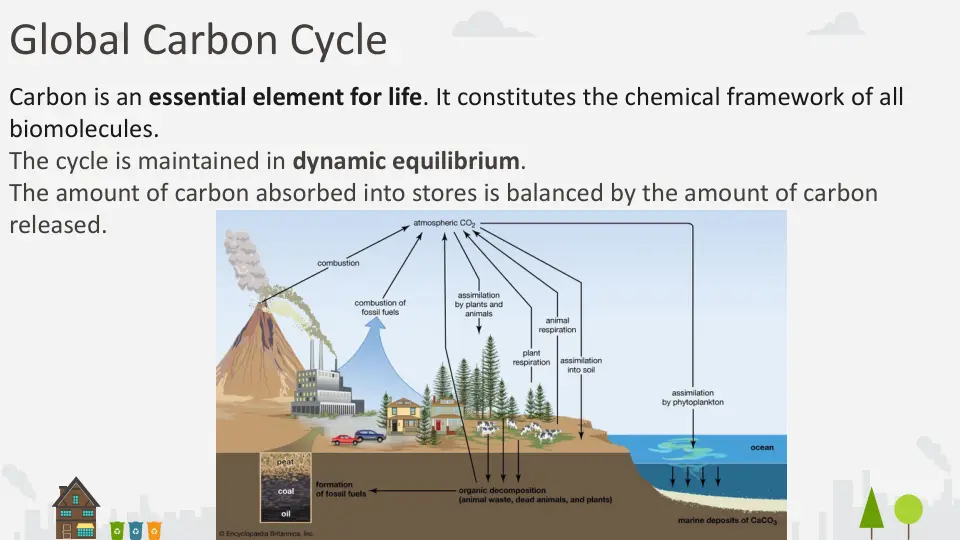 Global Carbon Cycle
Carbon is an essential element for life. It constitutes the chemical framework of all
biomolecules.
The cycle is maintained in dynamic equilibrium.
The amount of carbon absorbed into stores is balanced by the amount of carbon
released.
atmospheric CO₂
combustion
combustion of
fossil fuels
assimilation
by plants and
animals
animal
respiration
plant
respiration
assimilation
into soil
assimilation
by phytoplankton
ocean
peat
coal
oil
formation
of fossil fuels
organic decomposition
(animal waste, dead animals, and plants)
marine deposits of CaCO₃
© Encyclopædia Britannica, Inc.